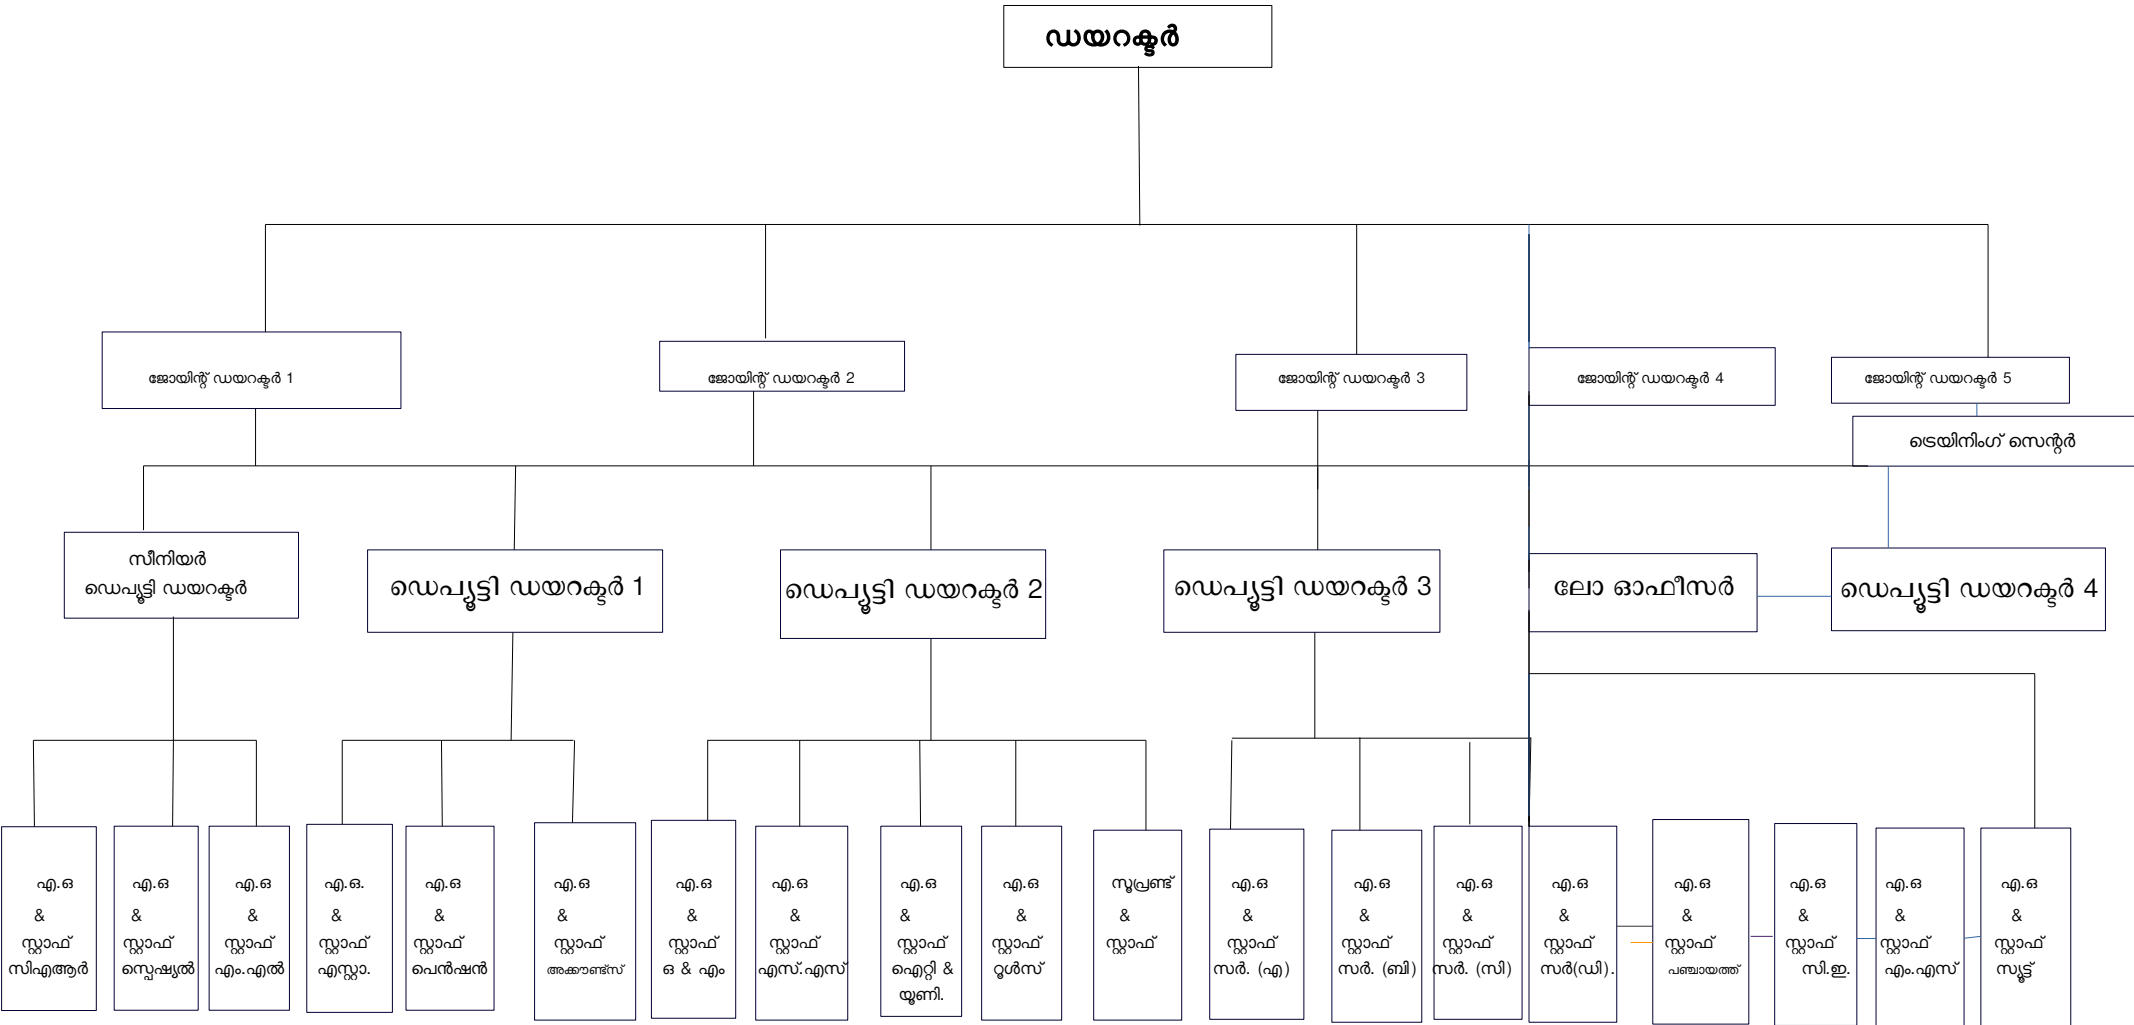 ഡയറക്ടർ
ജോയിന്റ് ഡയറക്ടർ 1
ജോയിന്റ് ഡയറക്ടർ 2
ജോയിന്റ് ഡയറക്ടർ 3
ജോയിന്റ് ഡയറക്ടർ 4
ജോയിന്റ് ഡയറക്ടർ 5
ട്രെയിനിംഗ് സെന്റർ
സീനിയർ
ഡെപ്യൂട്ടി ഡയറക്ടർ
ഡെപ്യൂട്ടി ഡയറക്ടർ 1
ഡെപ്യൂട്ടി ഡയറക്ടർ 2
ഡെപ്യൂട്ടി ഡയറക്ടർ 3
ലോ ഓഫീസർ
ഡെപ്യൂട്ടി ഡയറക്ടർ 4
എ.ഒ
&
സ്റ്റാഫ്
സിഎആർ
എ.ഒ
&
സ്റ്റാഫ്
സ്പെഷ്യൽ
എ.ഒ
&
സ്റ്റാഫ്
എം.എൽ
എ.ഒ.
&
സ്റ്റാഫ്
എസ്റ്റാ.
എ.ഒ
&
സ്റ്റാഫ്
പെൻഷൻ
എ.ഒ
&
സ്റ്റാഫ്
അക്കൗണ്ട്സ്
എ.ഒ
&
സ്റ്റാഫ്
ഒ & എം
എ.ഒ
&
സ്റ്റാഫ്
എസ്.എസ്
എ.ഒ
&
സ്റ്റാഫ്
ഐറ്റി &
യൂണി.
എ.ഒ
&
സ്റ്റാഫ്
റൂൾസ്
സൂപ്രണ്ട്
&
സ്റ്റാഫ്
എ.ഒ
&
സ്റ്റാഫ്
സർ. (എ)
എ.ഒ
&
സ്റ്റാഫ്
സർ. (ബി)
എ.ഒ
&
സ്റ്റാഫ്
സർ. (സി)
എ.ഒ
&
സ്റ്റാഫ്
സർ(ഡി).
എ.ഒ
&
സ്റ്റാഫ്
പഞ്ചായത്ത്
എ.ഒ
&
സ്റ്റാഫ്
സി.ഇ.
എ.ഒ
&
സ്റ്റാഫ്
എം.എസ്
എ.ഒ
&
സ്റ്റാഫ്
സ്യൂട്ട്